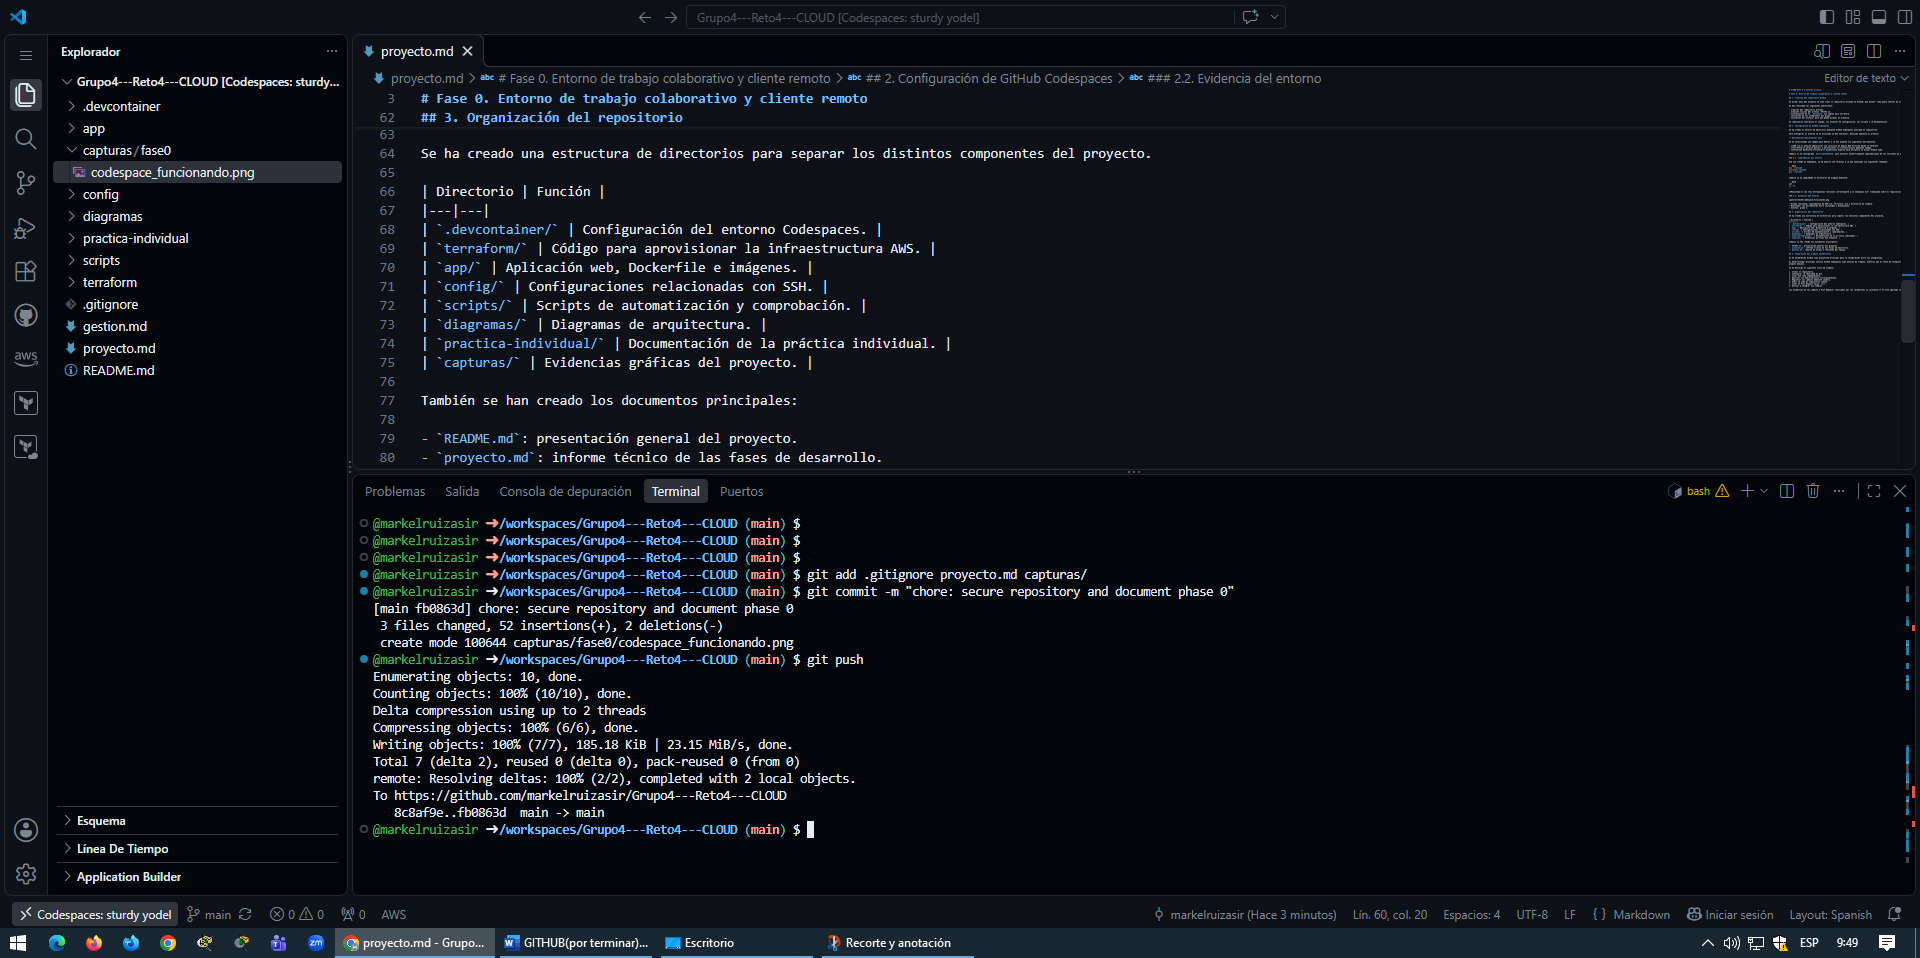 Grupo4---Reto4---CLOUD [Codespaces: sturdy yodel]
Explorador
Grupo4---Reto4---CLOUD [Codespaces: sturdy...
.devcontainer
app
capturas/fase0
codespace_funcionando.png
config
diagramas
practica-individual
scripts
terraform
.gitignore
gestion.md
proyecto.md
README.md
Esquema
Línea De Tiempo
Application Builder
aws
proyecto.md
proyecto.md > # Fase 0. Entorno de trabajo colaborativo y cliente remoto > ## 2. Configuración de GitHub Codespaces > ### 2.2. Evidencia del entorno
Editor de texto
3 # Fase 0. Entorno de trabajo colaborativo y cliente remoto
62 ## 3. Organización del repositorio
63
64 Se ha creado una estructura de directorios para separar los distintos componentes del proyecto.
65
66 | Directorio | Función |
67 |---|---|
68 | `.devcontainer/` | Configuración del entorno Codespaces. |
69 | `terraform/` | Código para aprovisionar la infraestructura AWS. |
70 | `app/` | Aplicación web, Dockerfile e imágenes. |
71 | `config/` | Configuraciones relacionadas con SSH. |
72 | `scripts/` | Scripts de automatización y comprobación. |
73 | `diagramas/` | Diagramas de arquitectura. |
74 | `practica-individual/` | Documentación de la práctica individual. |
75 | `capturas/` | Evidencias gráficas del proyecto. |
76
77 También se han creado los documentos principales:
78
79 - `README.md`: presentación general del proyecto.
80 - `proyecto.md`: informe técnico de las fases de desarrollo.
Problemas Salida Consola de depuración Terminal Puertos
bash
@markelruizasir ➜/workspaces/Grupo4---Reto4---CLOUD (main) $
@markelruizasir ➜/workspaces/Grupo4---Reto4---CLOUD (main) $
@markelruizasir ➜/workspaces/Grupo4---Reto4---CLOUD (main) $
@markelruizasir ➜/workspaces/Grupo4---Reto4---CLOUD (main) $ git add .gitignore proyecto.md capturas/
@markelruizasir ➜/workspaces/Grupo4---Reto4---CLOUD (main) $ git commit -m "chore: secure repository and document phase 0"
[main fb0863d] chore: secure repository and document phase 0
3 files changed, 52 insertions(+), 2 deletions(-)
create mode 100644 capturas/fase0/codespace_funcionando.png
@markelruizasir ➜/workspaces/Grupo4---Reto4---CLOUD (main) $ git push
Enumerating objects: 10, done.
Counting objects: 100% (10/10), done.
Delta compression using up to 2 threads
Compressing objects: 100% (6/6), done.
Writing objects: 100% (7/7), 185.18 KiB | 23.15 MiB/s, done.
Total 7 (delta 2), reused 0 (delta 0), pack-reused 0 (from 0)
remote: Resolving deltas: 100% (2/2), completed with 2 local objects.
To https://github.com/markelruizasir/Grupo4---Reto4---CLOUD
8c8af9e..fb0863d main -> main
@markelruizasir ➜/workspaces/Grupo4---Reto4---CLOUD (main) $
Codespaces: sturdy yodel main 0 0 0 AWS
markelruizasir (Hace 3 minutos) Lín. 60, col. 20 Espacios: 4 UTF-8 LF { } Markdown Iniciar sesión Layout: Spanish
zm proyecto.md - Grupo... GITHUB(por terminar)... Escritorio Recorte y anotación ESP 9:49